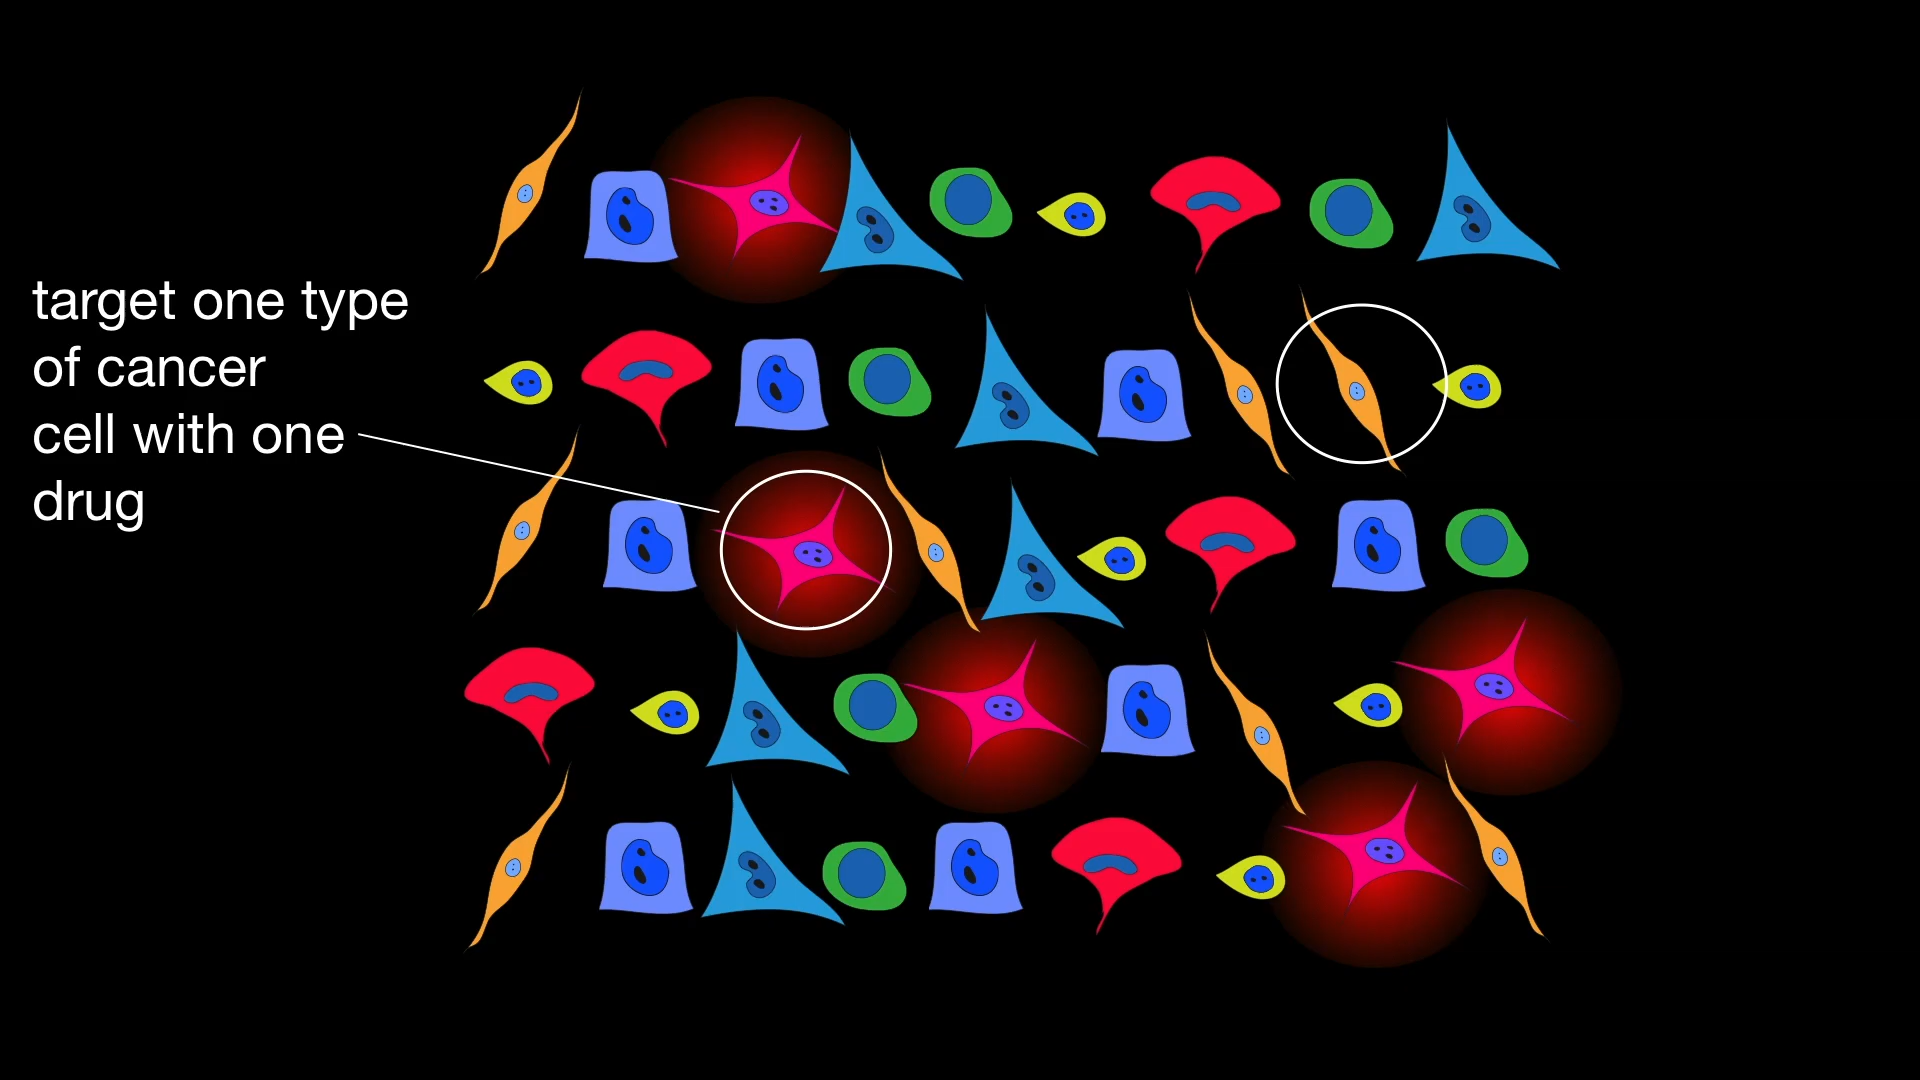 target one type
of cancer
cell with one
drug